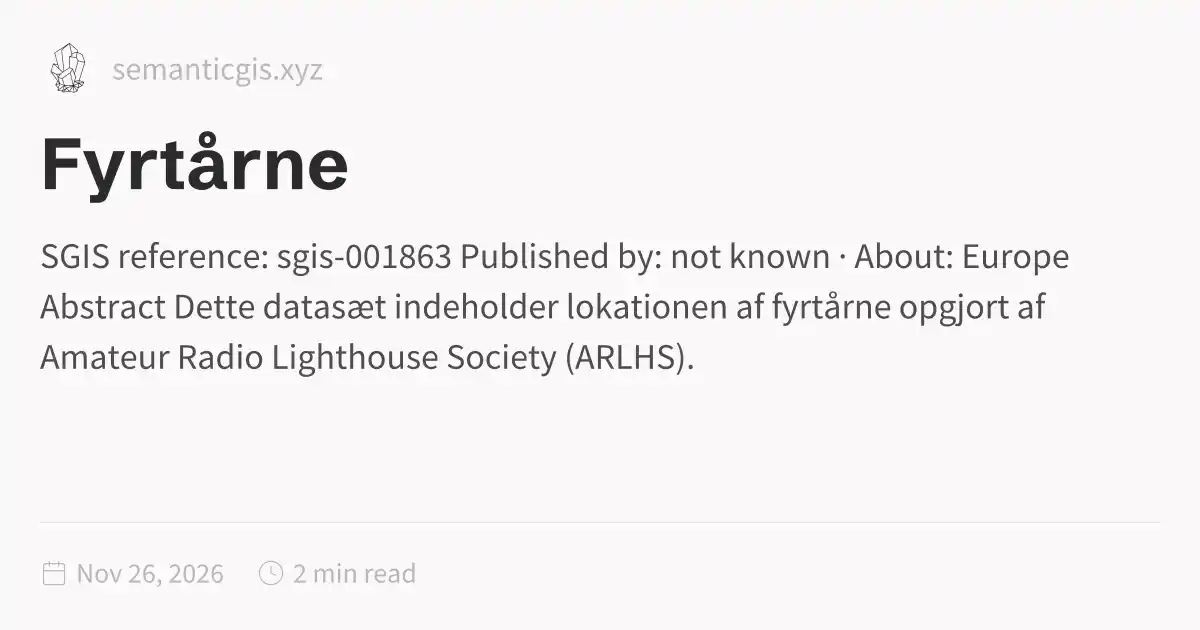 semanticgis.xyz
Fyrtårne
SGIS reference: sgis-001863 Published by: not known · About: Europe
Abstract Dette datasæt indeholder lokationen af fyrtårne opgjort af
Amateur Radio Lighthouse Society (ARLHS).
Nov 26, 2026 2 min read